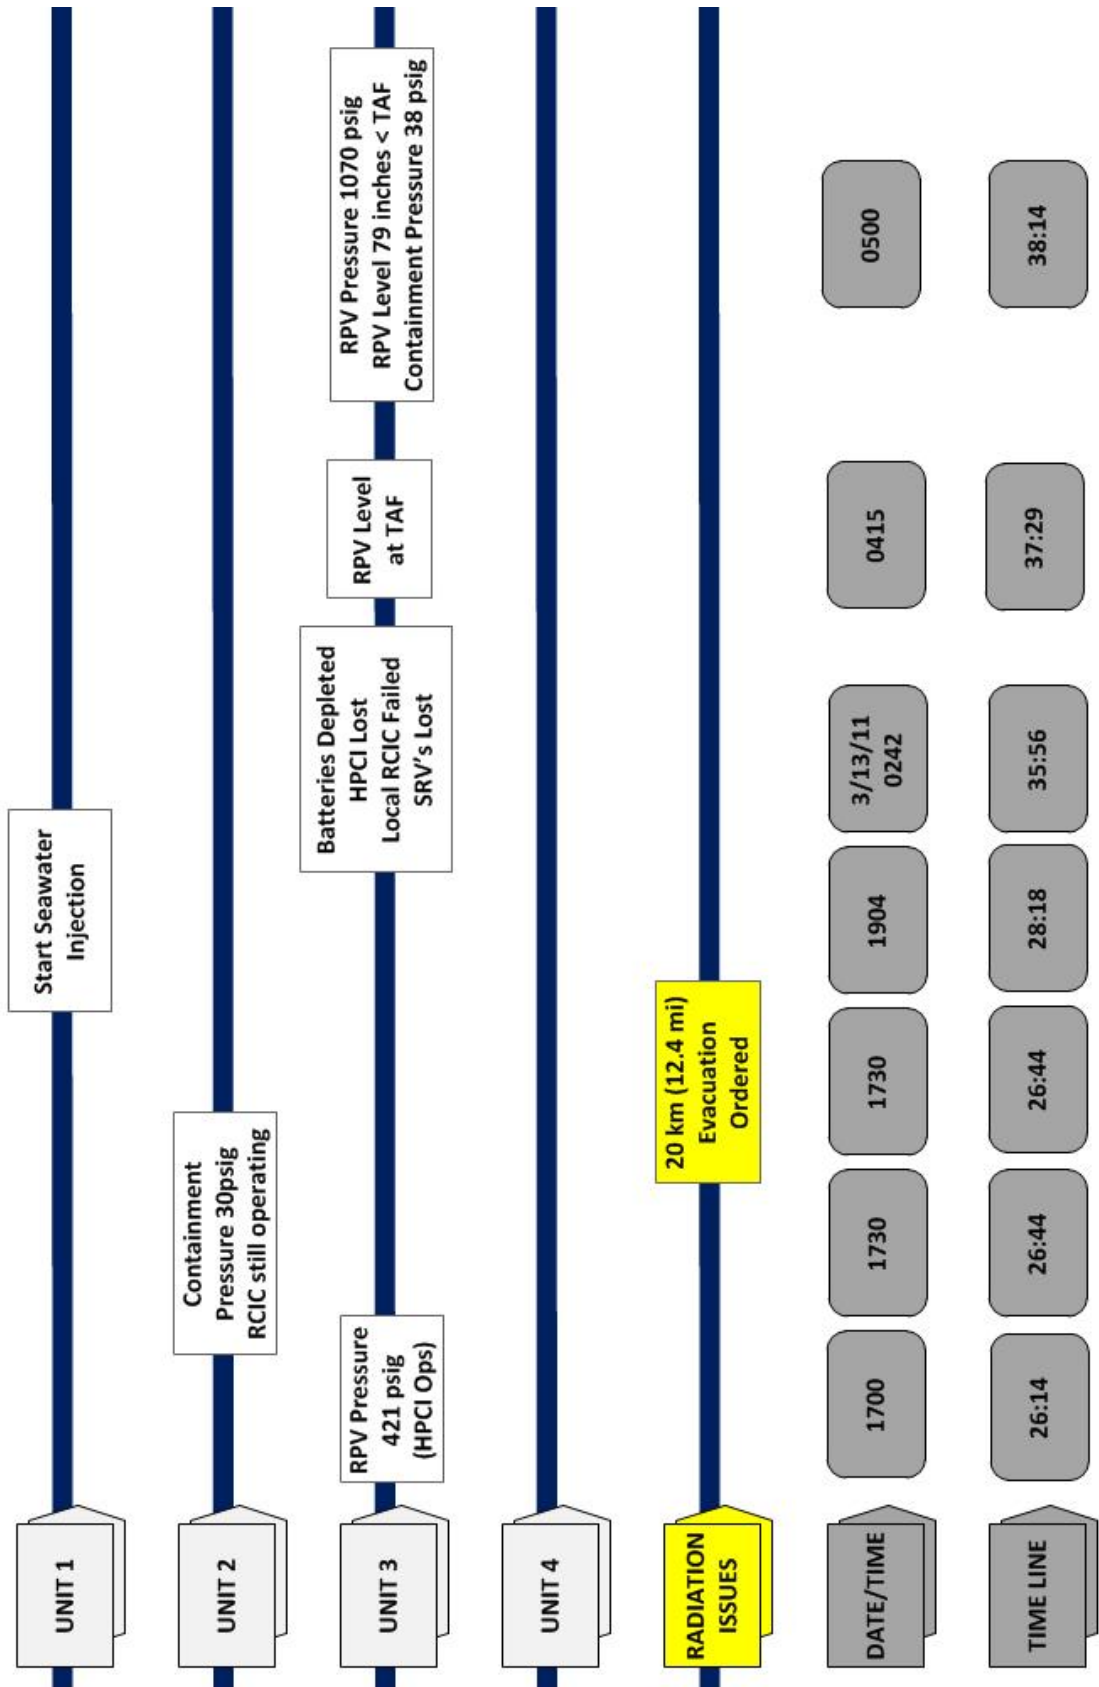 UNIT 1
Start Seawater
Injection
UNIT 2
Containment
Pressure 30psig
RCIC still operating
UNIT 3
RPV Pressure
421 psig
(HPCI Ops)
Batteries Depleted
HPCI Lost
Local RCIC Failed
SRV's Lost
RPV Level
at TAF
RPV Pressure 1070 psig
RPV Level 79 inches < TAF
Containment Pressure 38 psig
UNIT 4
RADIATION
ISSUES
20 km (12.4 mi)
Evacuation
Ordered
DATE/TIME
1700
1730
1730
1904
3/13/11
0242
0415
0500
TIME LINE
26:14
26:44
26:44
28:18
35:56
37:29
38:14